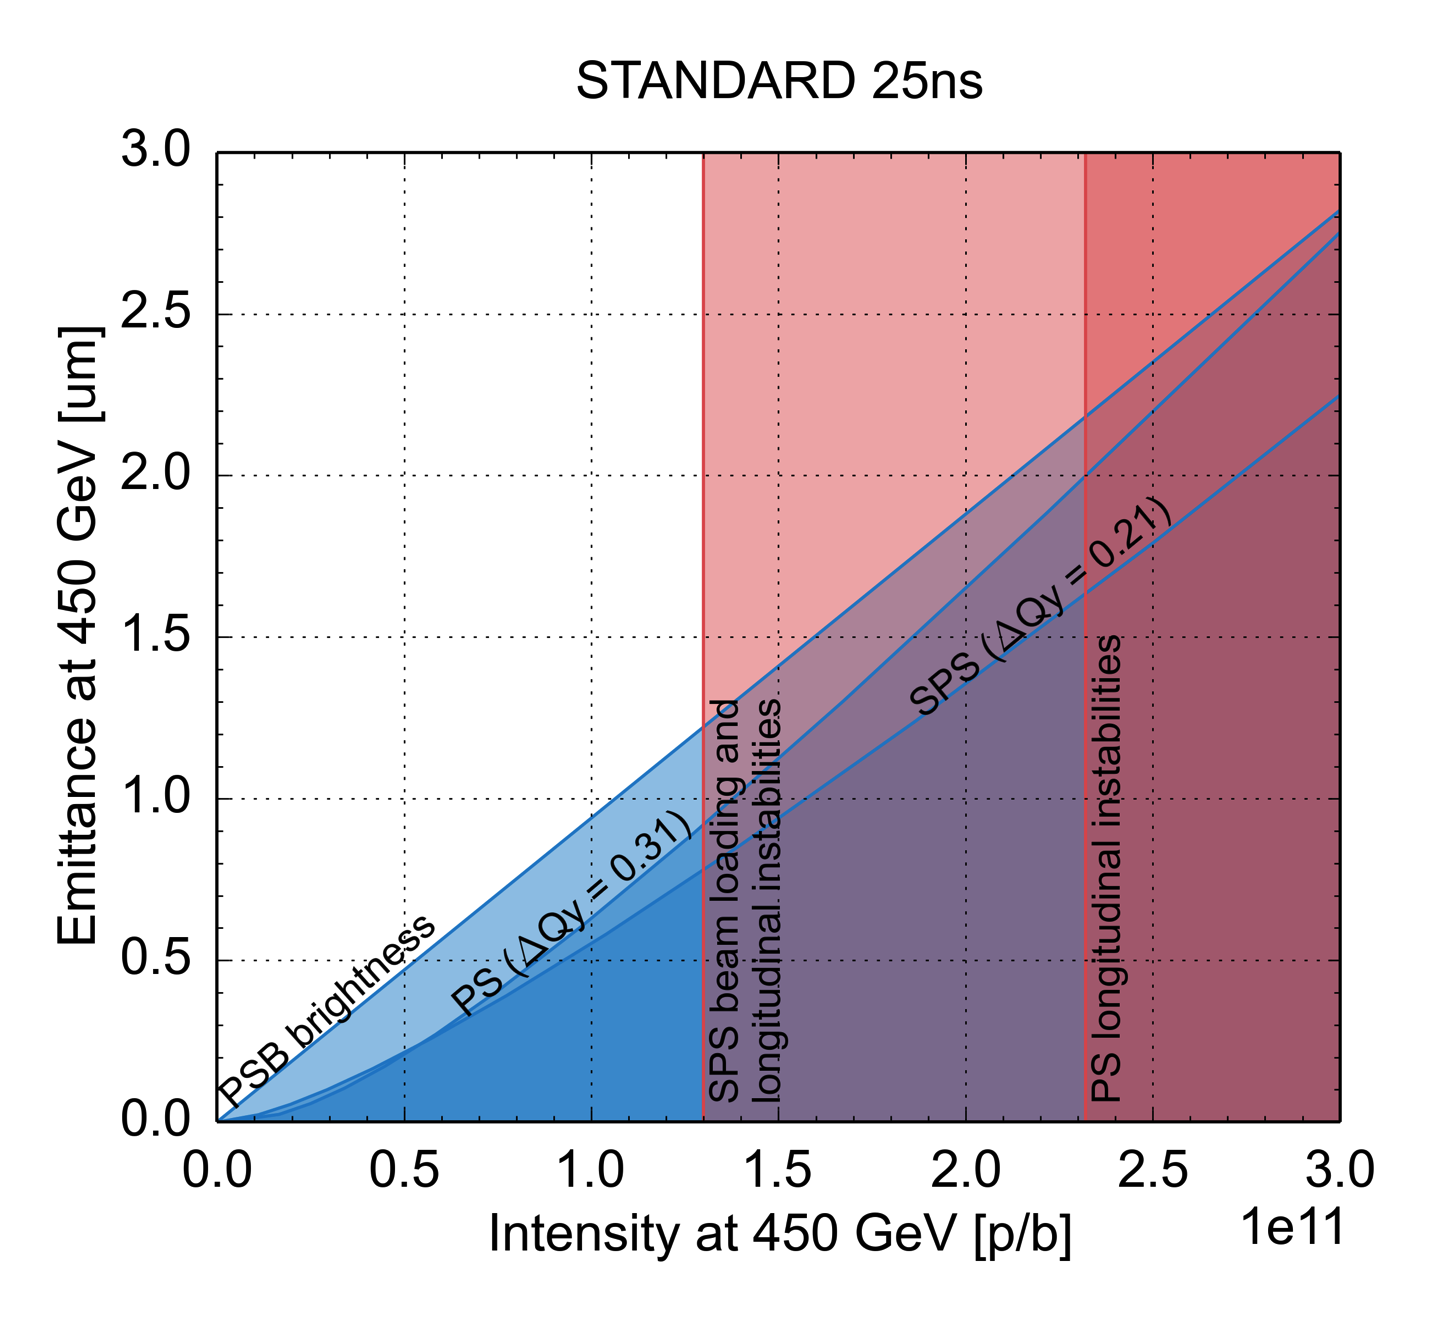 STANDARD 25ns
3.0
2.5
2.0
1.5
1.0
0.5
0.0
Emittance at 450 GeV [um]
PSB brightness
PS (ΔQy = 0.31)
SPS beam loading and
longitudinal instabilities
SPS (ΔQy = 0.21)
PS longitudinal instabilities
0.0 0.5 1.0 1.5 2.0 2.5 3.0
Intensity at 450 GeV [p/b]
1e11